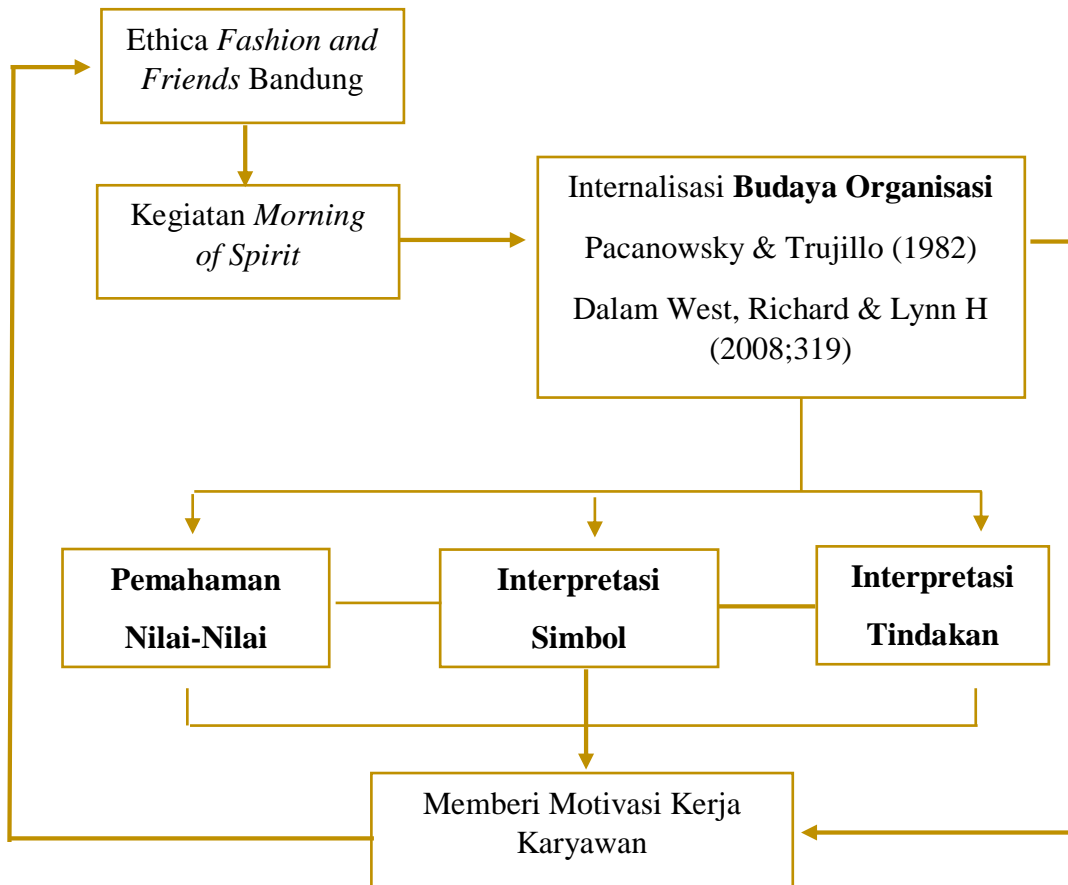 Ethica Fashion and
Friends Bandung
Kegiatan Morning
of Spirit
Internalisasi Budaya Organisasi
Pacanowsky & Trujillo (1982)
Dalam West, Richard & Lynn H
(2008;319)
Pemahaman
Nilai-Nilai
Interpretasi
Simbol
Interpretasi
Tindakan
Memberi Motivasi Kerja
Karyawan